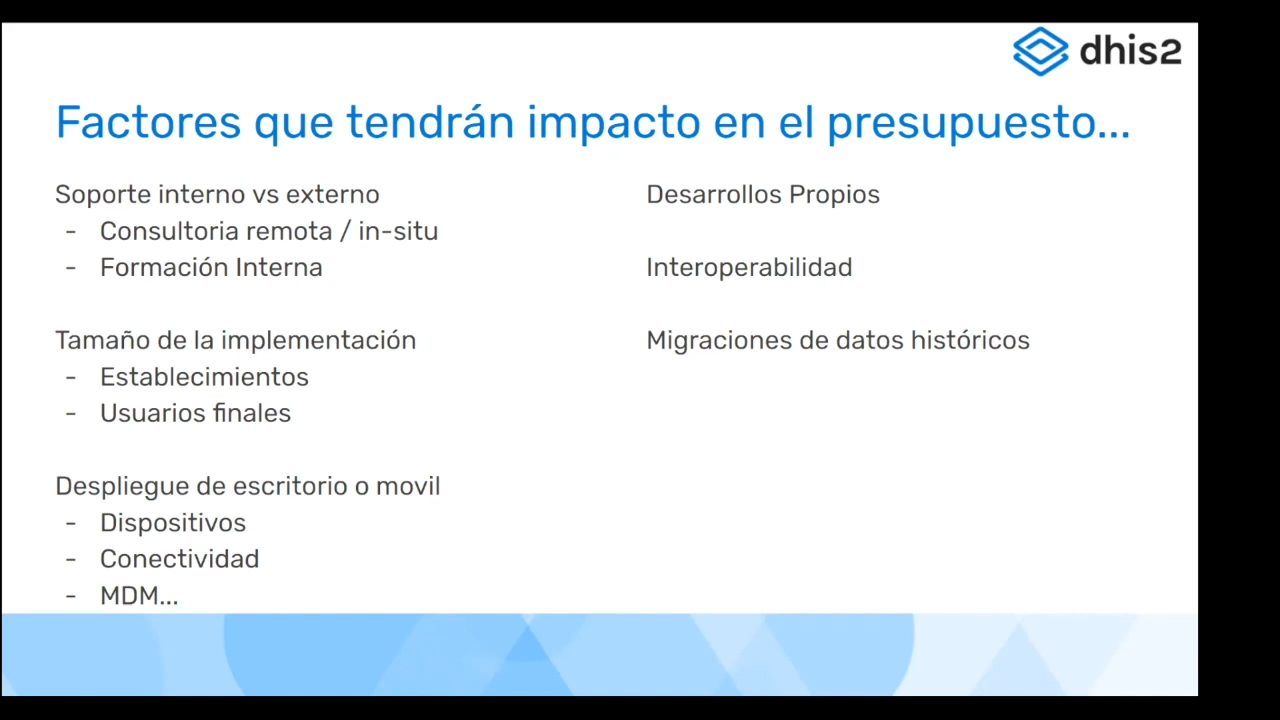 dhis2
Factores que tendrán impacto en el presupuesto...
Soporte interno vs externo
- Consultoria remota / in-situ
- Formación Interna
Tamaño de la implementación
- Establecimientos
- Usuarios finales
Despliegue de escritorio o movil
- Dispositivos
- Conectividad
- MDM...
Desarrollos Propios
Interoperabilidad
Migraciones de datos históricos